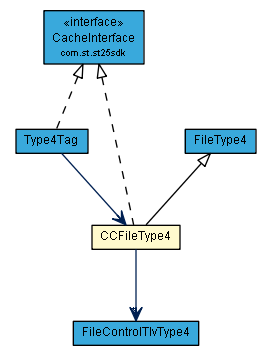 «interface»
CacheInterface
com.st.st25sdk
Type4Tag
FileType4
CCFileType4
FileControlTlvType4